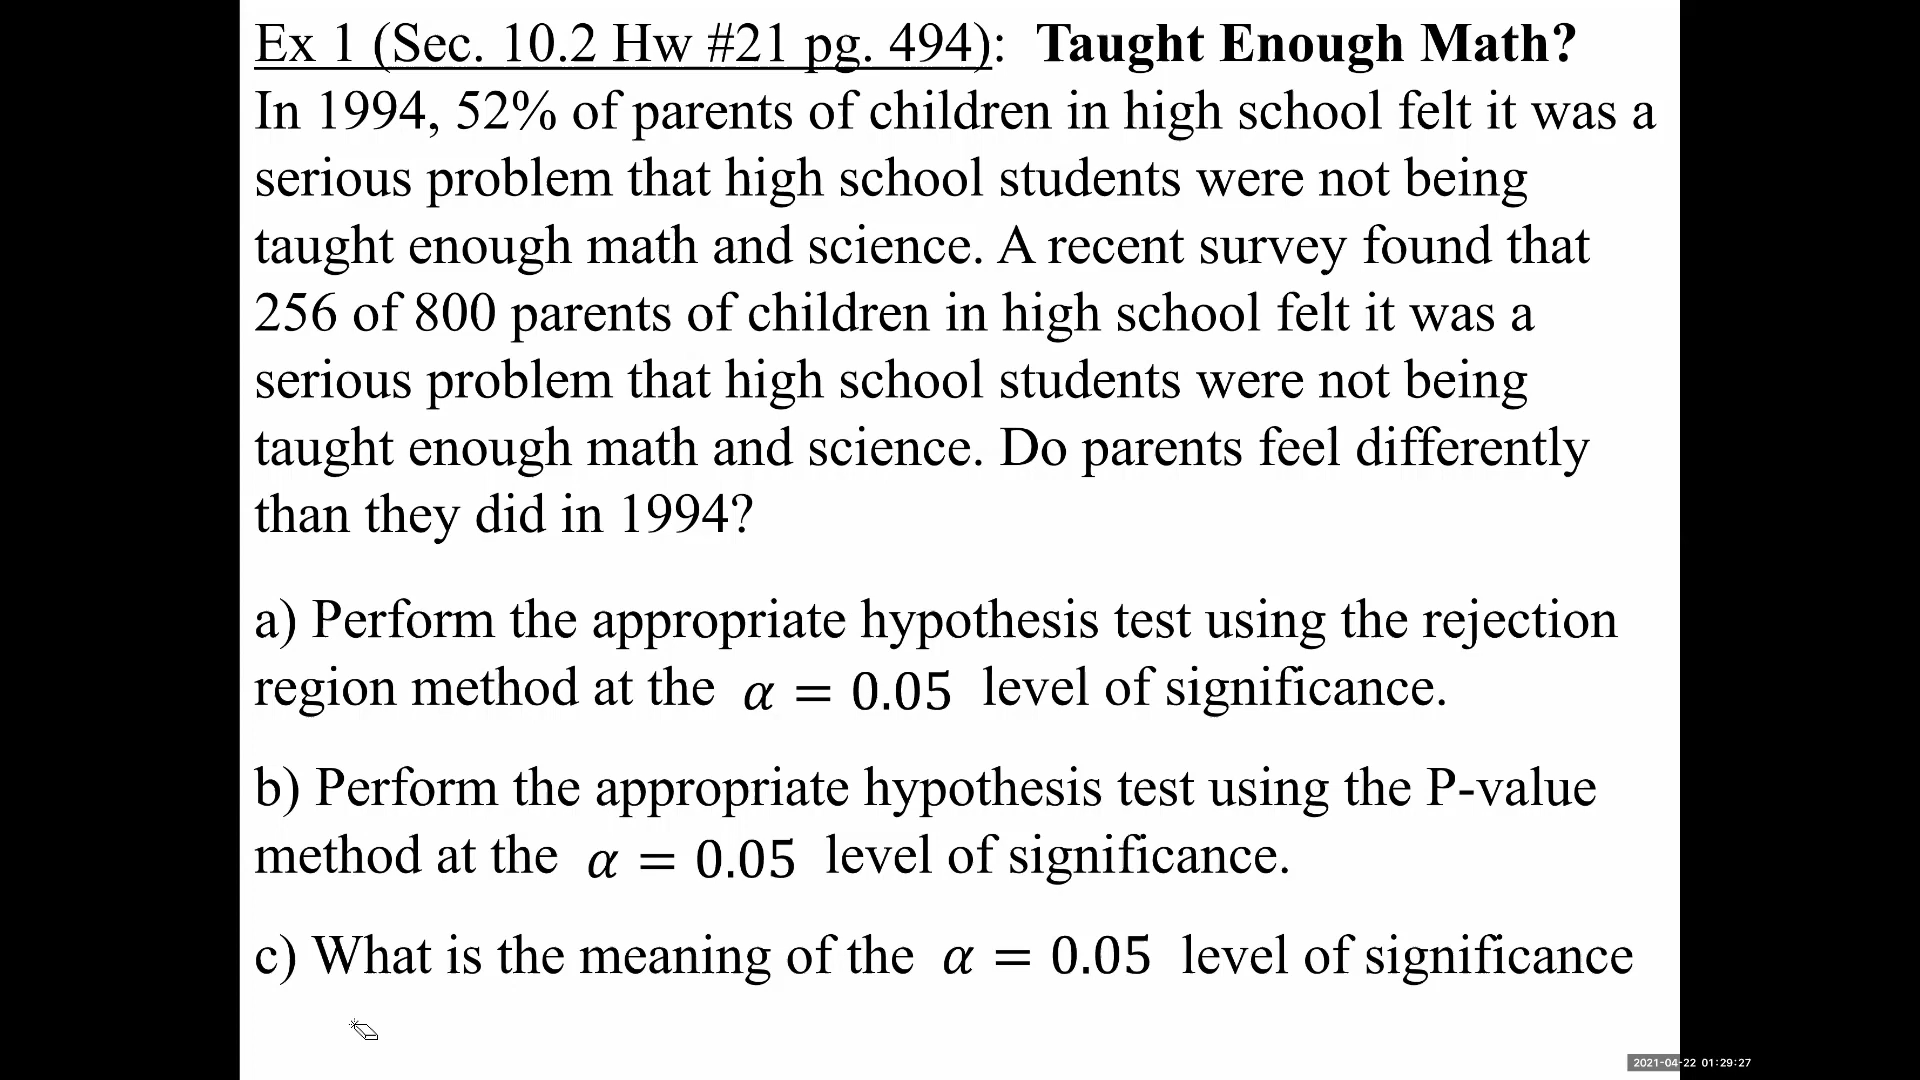 Ex 1 (Sec. 10.2 Hw #21 pg. 494): Taught Enough Math?
In 1994, 52% of parents of children in high school felt it was a
serious problem that high school students were not being
taught enough math and science. A recent survey found that
256 of 800 parents of children in high school felt it was a
serious problem that high school students were not being
taught enough math and science. Do parents feel differently
than they did in 1994?
a) Perform the appropriate hypothesis test using the rejection
region method at the α = 0.05 level of significance.
b) Perform the appropriate hypothesis test using the P-value
method at the α = 0.05 level of significance.
c) What is the meaning of the α = 0.05 level of significance
2021-04-22 01:29:27